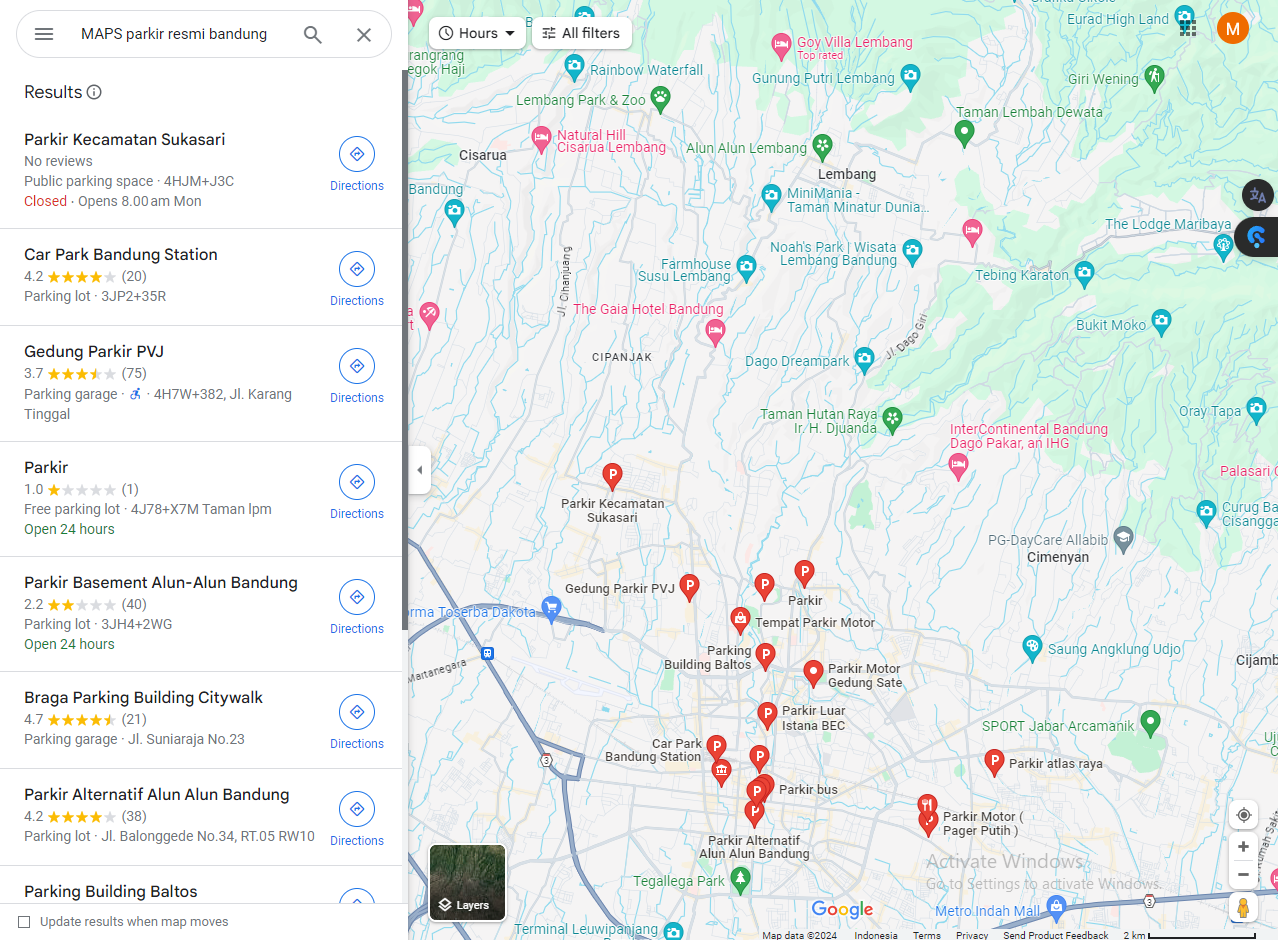 MAPS parkir resmi bandung
Results
Parkir Kecamatan Sukasari
No reviews
Public parking space · 4HJM+J3C
Closed · Opens 8.00 am Mon
Directions
Car Park Bandung Station
4.2 (20)
Parking lot · 3JP2+35R
Directions
Gedung Parkir PVJ
3.7 (75)
Parking garage · · 4H7W+382, Jl. Karang
Tinggal
Directions
Parkir
1.0 (1)
Free parking lot · 4J78+X7M Taman lpm
Open 24 hours
Directions
Parkir Basement Alun-Alun Bandung
2.2 (40)
Parking lot · 3JH4+2WG
Open 24 hours
Directions
Braga Parking Building Citywalk
4.7 (21)
Parking garage · Jl. Suniaraja No.23
Directions
Parkir Alternatif Alun Alun Bandung
4.2 (38)
Parking lot · Jl. Balonggede No.34, RT.05 RW10
Directions
Parking Building Baltos
Update results when map moves
Hours
All filters
Eurad High Land
M
Goy Villa Lembang
Top rated
Rainbow Waterfall
Gunung Putri Lembang
Giri Wening
Lembang Park & Zoo
Taman Lembah Dewata
Natural Hill
Cisarua Lembang
Cisarua
Alun Alun Lembang
Lembang
Bandung
MiniMania -
Taman Minatur Dunia...
The Lodge Maribaya
Noah's Park | Wisata
Lembang Bandung
Farmhouse
Susu Lembang
Tebing Karaton
Jl. Cihanjuang
The Gaia Hotel Bandung
Bukit Moko
Jl. Dago Giri
CIPANJAK
Dago Dreampark
Taman Hutan Raya
Ir. H. Djuanda
Oray Tapa
InterContinental Bandung
Dago Pakar, an IHG
Palasari
Parkir Kecamatan
Sukasari
Curug
Cisangga
PG-DayCare Allabib
Cimenyan
Gedung Parkir PVJ
Parkir
Toserba Dakota
Tempat Parkir Motor
Parking
Building Baltos
Saung Angklung Udjo
Martanegara
Parkir Motor
Gedung Sate
Cijamb
Parkir Luar
Istana BEC
SPORT Jabar Arcamanik
Car Park
Bandung Station
3
Parkir atlas raya
Parkir bus
Parkir Motor (
Pager Putih )
Parkir Alternatif
Alun Alun Bandung
Activate Windows
Go to Settings to activate Windows.
Tegallega Park
Layers
Google
Metro Indah Mall
3
Terminal Leuwipanjang
Map data ©2024 Indonesia Terms Privacy Send Product Feedback 2 km